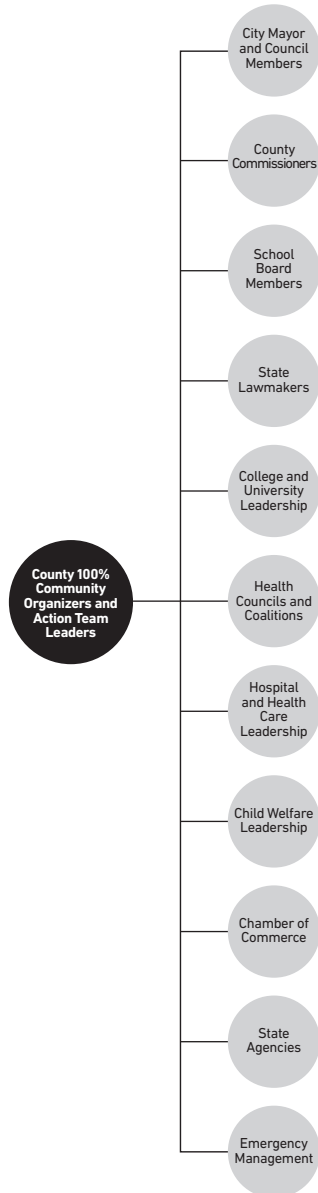 City Mayor
and Council
Members
County
Commissioners
School
Board
Members
State
Lawmakers
College and
University
Leadership
County 100%
Community
Organizers and
Action Team
Leaders
Health
Councils and
Coalitions
Hospital
and Health
Care
Leadership
Child Welfare
Leadership
Chamber of
Commerce
State
Agencies
Emergency
Management